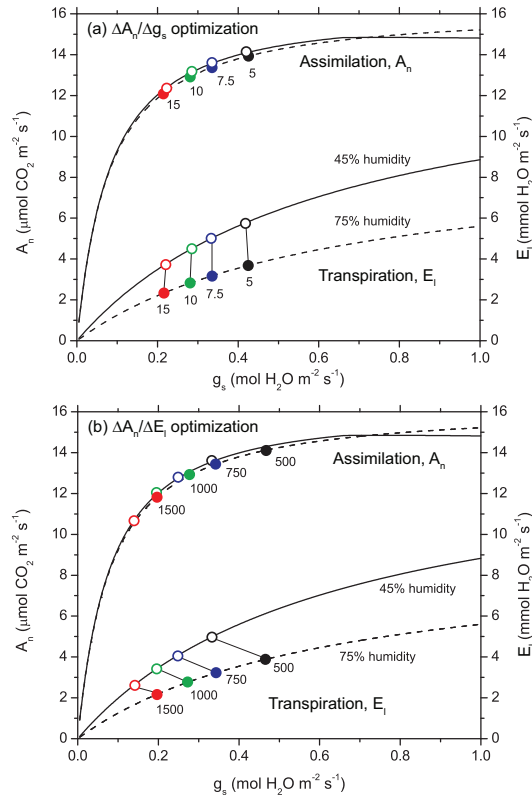 (a) ΔAn/Δgs optimization
16
14
12
10
8
6
4
2
0
An (μmol CO2 m-2 s-1)
16
14
12
10
8
6
4
2
0
El (mmol H2O m-2 s-1)
15
10
7.5
5
Assimilation, An
45% humidity
75% humidity
15
10
7.5
5
Transpiration, El
0.0 0.2 0.4 0.6 0.8 1.0
gs (mol H2O m-2 s-1)
(b) ΔAn/ΔEl optimization
16
14
12
10
8
6
4
2
0
An (μmol CO2 m-2 s-1)
16
14
12
10
8
6
4
2
0
El (mmol H2O m-2 s-1)
1500
1000
750
500
Assimilation, An
45% humidity
75% humidity
1500
1000
750
500
Transpiration, El
0.0 0.2 0.4 0.6 0.8 1.0
gs (mol H2O m-2 s-1)